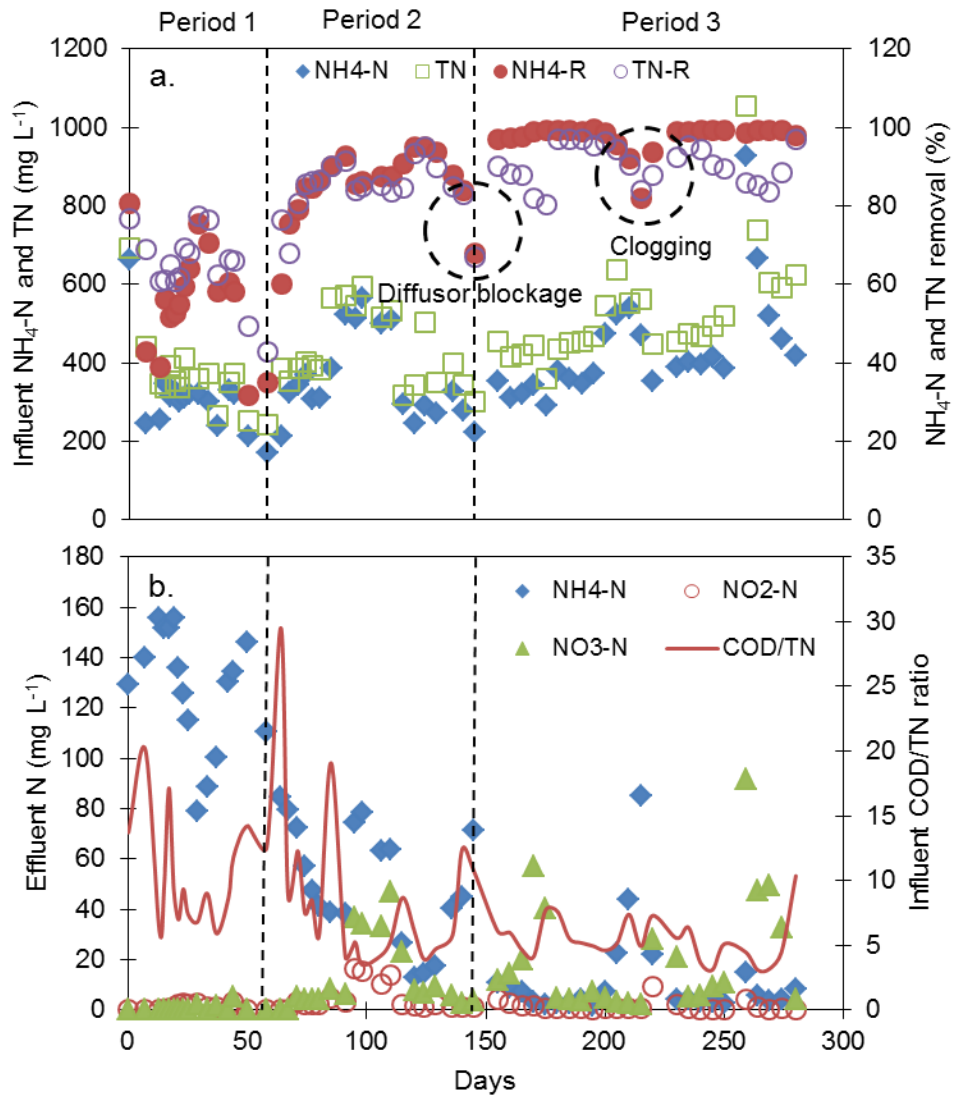 Period 1 Period 2 Period 3
1200 120
a. NH4-N TN NH4-R TN-R
1000 100
800 80
Clogging
600 Diffusor blockage 60
400 40
200 20
0 0
Influent NH₄-N and TN (mg L⁻¹)
NH₄-N and TN removal (%)
180 35
b. NH4-N NO2-N
160 30
NO3-N COD/TN
140
120 25
100 20
80 15
60
40 10
20 5
0 0
Effluent N (mg L⁻¹)
Influent COD/TN ratio
0 50 100 150 200 250 300
Days